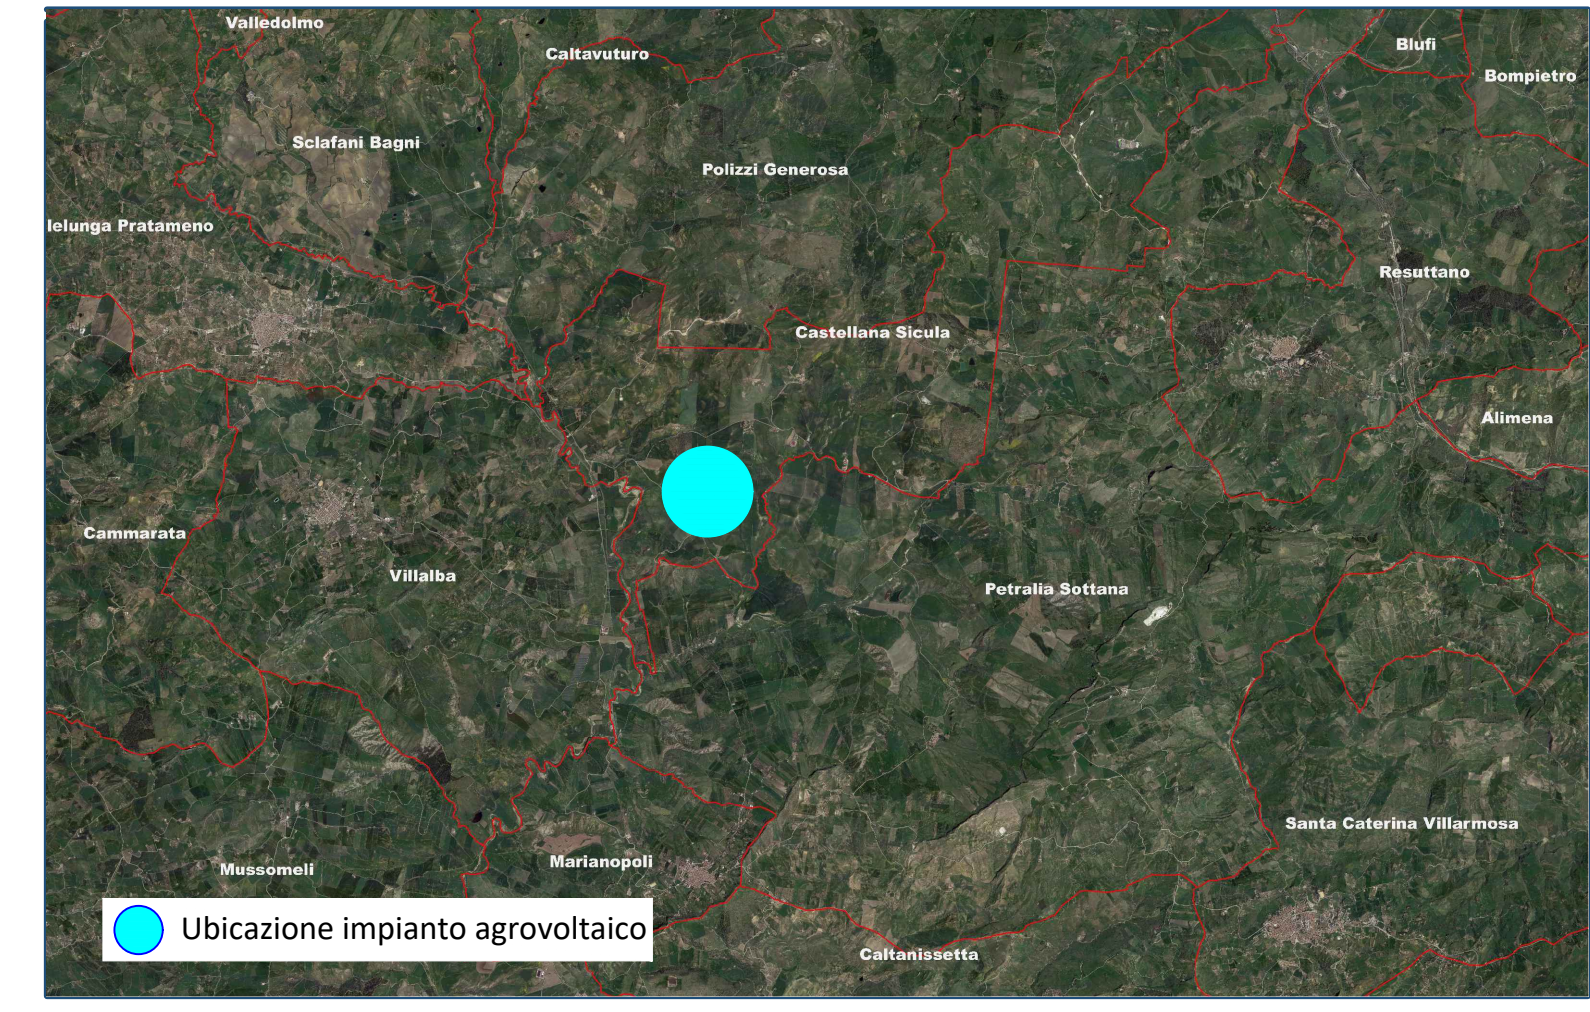 Valledolmo
Caltavuturo
Blufi
Bompietro
Sclafani Bagni
Polizzi Generosa
lelunga Pratameno
Resuttano
Castellana Sicula
Alimena
Cammarata
Villalba
Petralia Sottana
Santa Caterina Villarmosa
Marianopoli
Mussomeli
Ubicazione impianto agrovoltaico
Caltanissetta